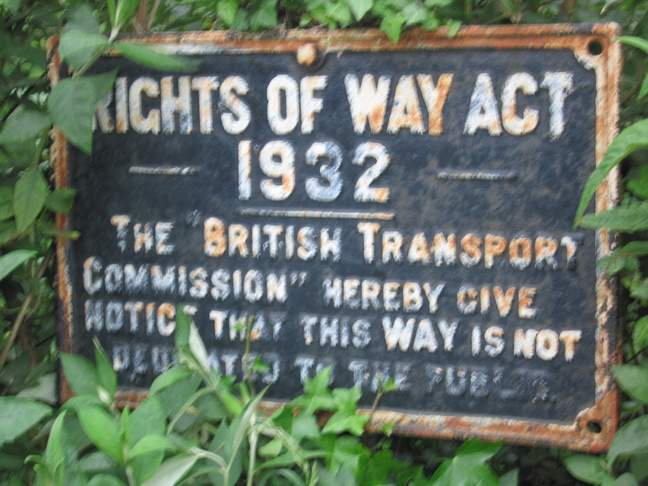 RIGHTS OF WAY ACT
1932
THE "BRITISH TRANSPORT
COMMISSION" HEREBY GIVE
NOTICE THAT THIS WAY IS NOT
DEDICATED TO THE PUBLIC.